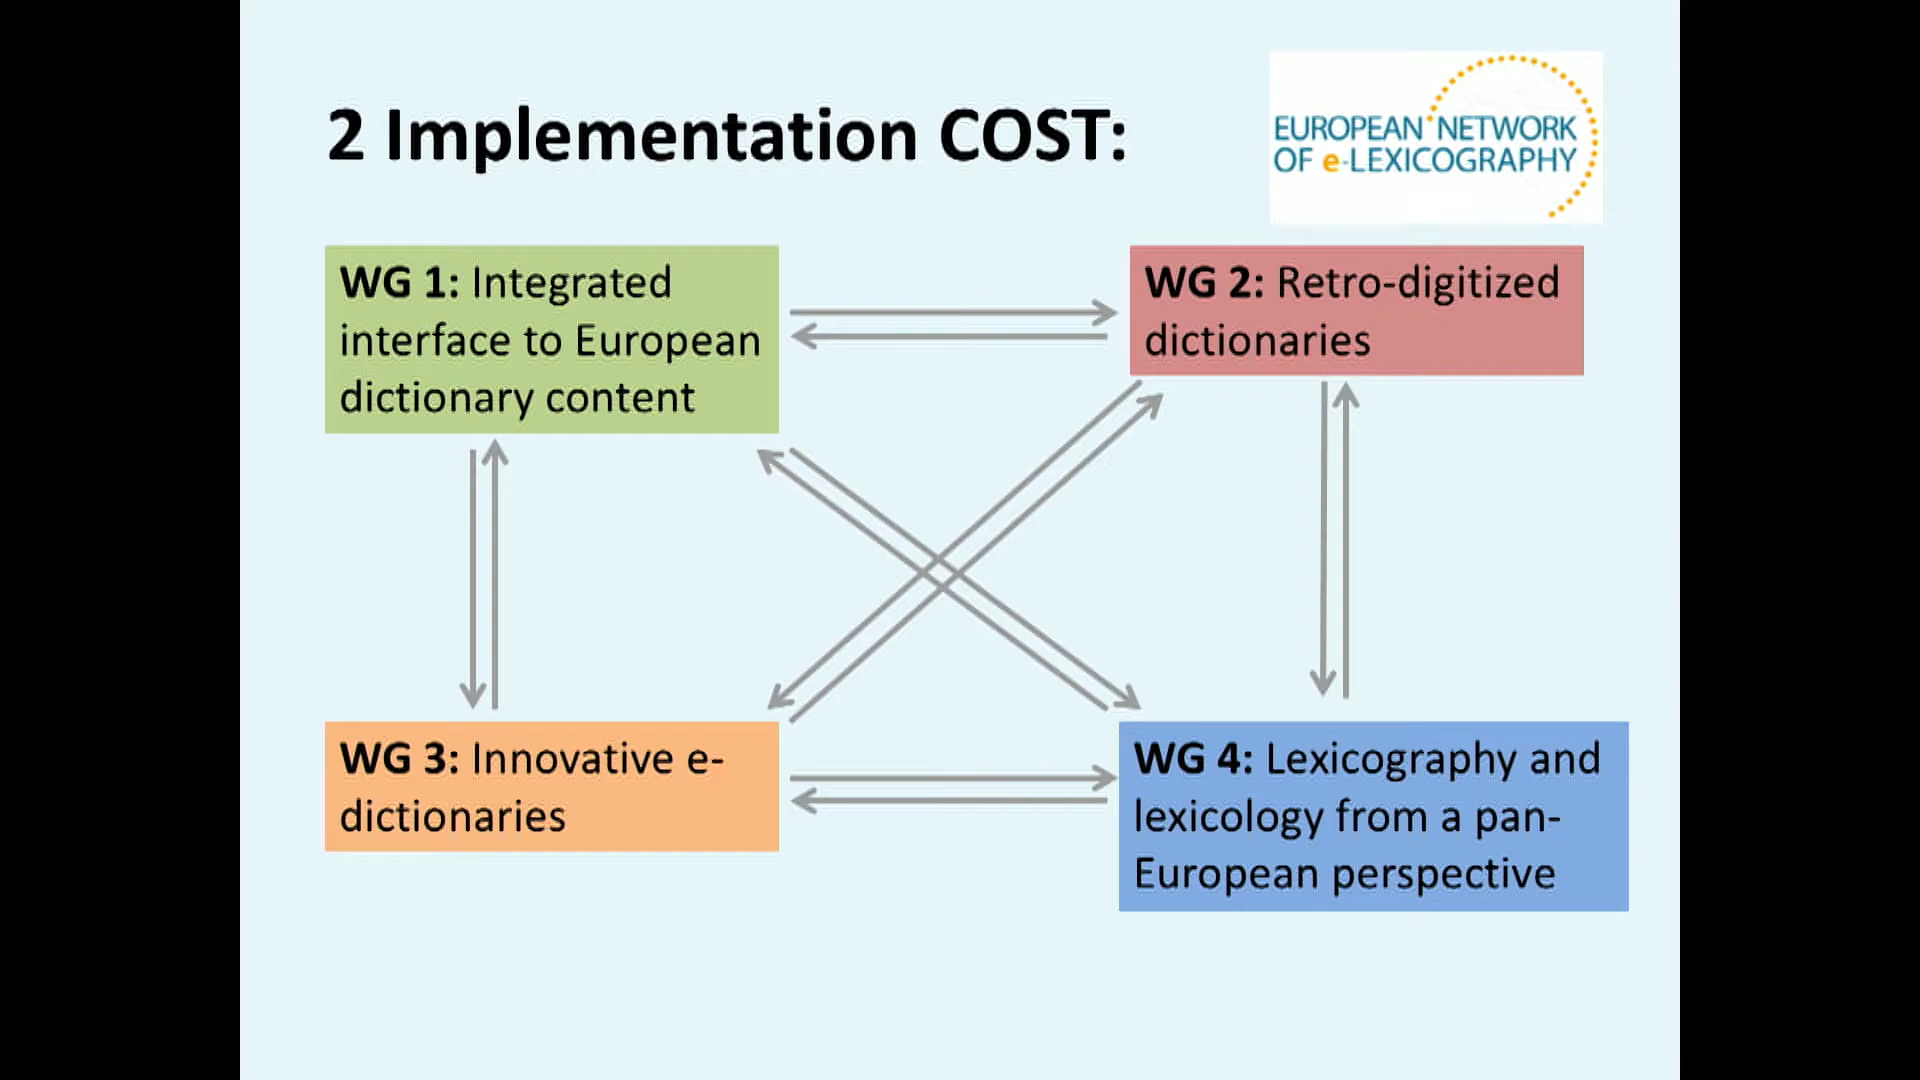 2 Implementation COST:
EUROPEAN NETWORK
OF e-LEXICOGRAPHY
WG 1: Integrated
interface to European
dictionary content
WG 2: Retro-digitized
dictionaries
WG 3: Innovative e-
dictionaries
WG 4: Lexicography and
lexicology from a pan-
European perspective